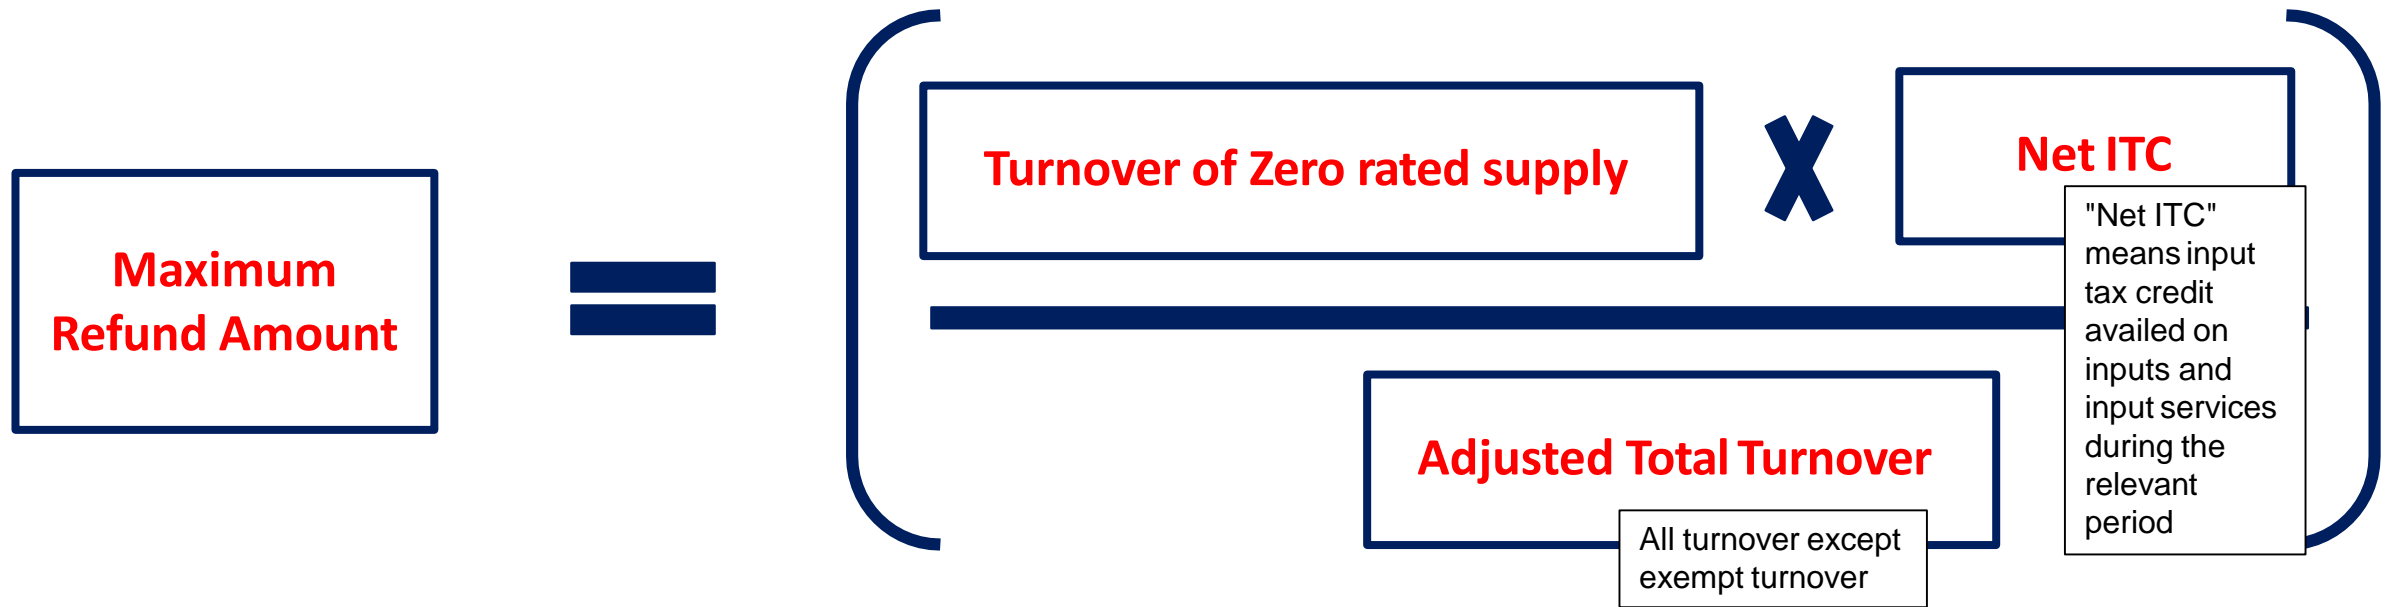 Maximum
Refund Amount
Turnover of Zero rated supply
X
Net ITC
"Net ITC"
means input
tax credit
availed on
inputs and
input services
during the
relevant
period
Adjusted Total Turnover
All turnover except
exempt turnover